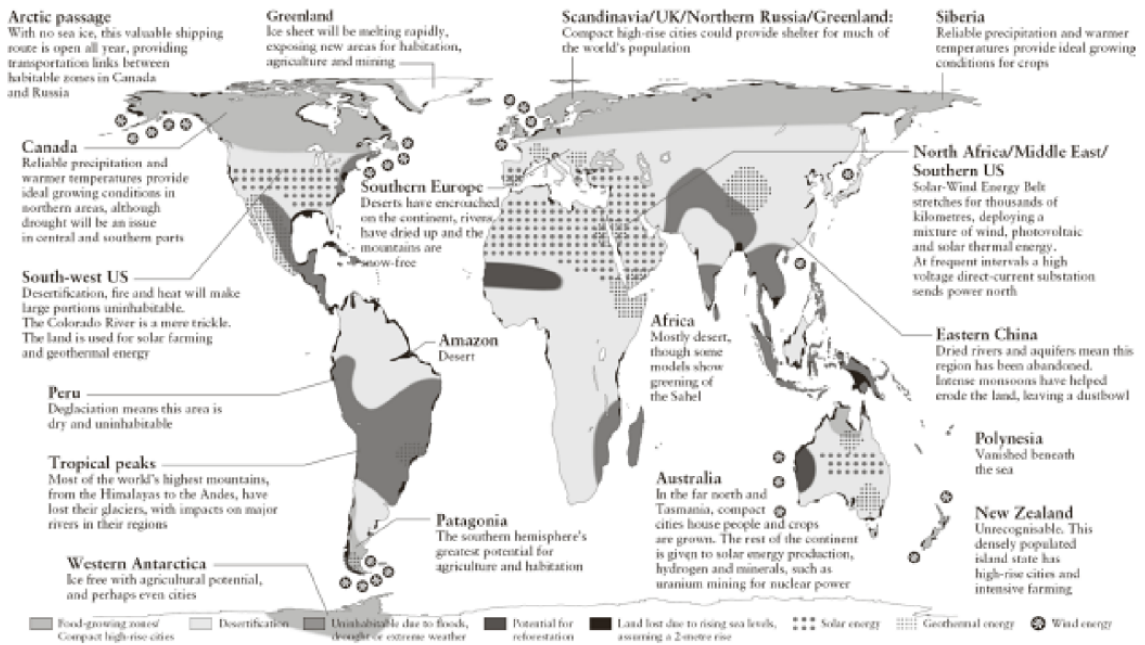 Arctic passage
With no sea ice, this valuable shipping
route is open all year, providing
transportation links between
habitable zones in Canada
and Russia
Greenland
Ice sheet will be melting rapidly,
exposing new areas for habitation,
agriculture and mining
Scandinavia/UK/Northern Russia/Greenland:
Compact high-rise cities could provide shelter for much of
the world's population
Siberia
Reliable precipitation and warmer
temperatures provide ideal growing
conditions for crops
Canada
Reliable precipitation and
warmer temperatures provide
ideal growing conditions in
northern areas, although
drought will be an issue
in central and southern parts
Southern Europe
Deserts have encroached
on the continent, rivers
have dried up and the
mountains are
snow-free
North Africa/Middle East/
Southern US
Solar-Wind Energy Belt
stretches for thousands of
kilometres, deploying a
mixture of wind, photovoltaic
and solar thermal energy.
At frequent intervals a high
voltage direct-current substation
sends power north
South-west US
Desertification, fire and heat will make
large portions uninhabitable.
The Colorado River is a mere trickle.
The land is used for solar farming
and geothermal energy
Amazon
Desert
Africa
Mostly desert,
though some
models show
greening of
the Sahel
Eastern China
Dried rivers and aquifers mean this
region has been abandoned.
Intense monsoons have helped
erode the land, leaving a dustbowl
Peru
Deglaciation means this area is
dry and uninhabitable
Tropical peaks
Most of the world's highest mountains,
from the Himalayas to the Andes, have
lost their glaciers, with impacts on major
rivers in their regions
Polynesia
Vanished beneath
the sea
Australia
In the far north and
Tasmania, compact
cities house people and crops
are grown. The rest of the continent
is given to solar energy production,
hydrogen and minerals, such as
uranium mining for nuclear power
New Zealand
Unrecognisable. This
densely populated
island state has
high-rise cities and
intensive farming
Patagonia
The southern hemisphere's
greatest potential for
agriculture and habitation
Western Antarctica
Ice free with agricultural potential,
and perhaps even cities
Food-growing zones/
Compact high-rise cities
Desertification
Uninhabitable due to floods,
drought or extreme weather
Potential for
reforestation
Land lost due to rising sea levels,
assuming a 2-metre rise
Solar energy
Geothermal energy
Wind energy